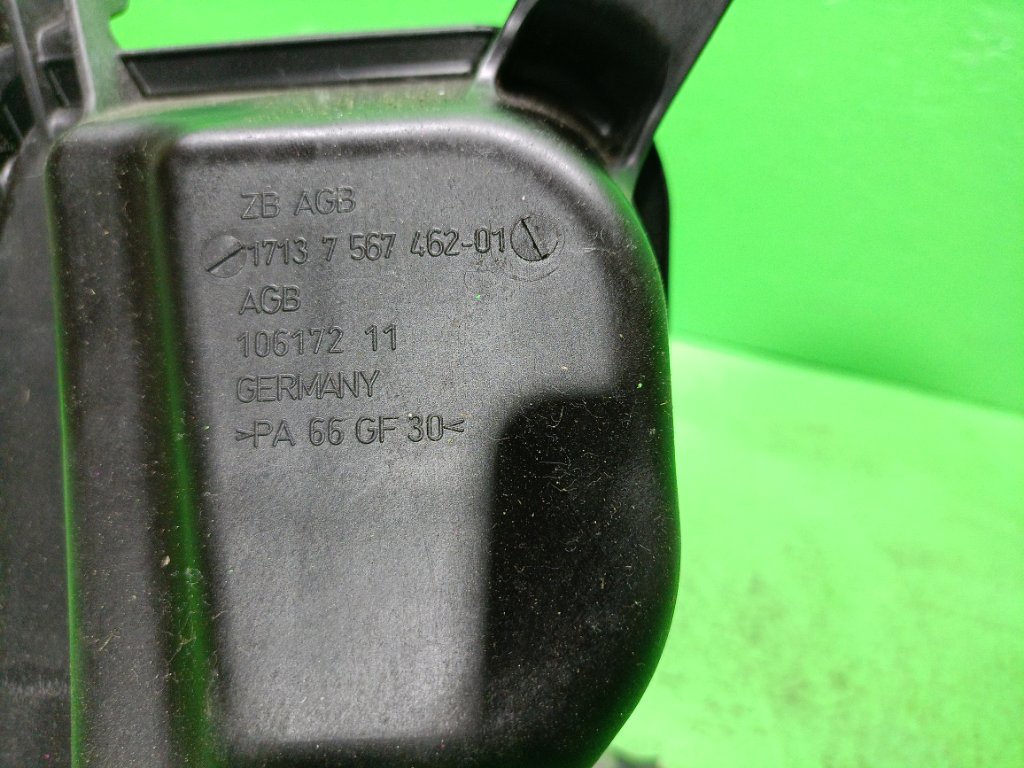 ZB AGB
1713 7 567 462-01
AGB
106172 11
GERMANY
>PA 66 GF 30<